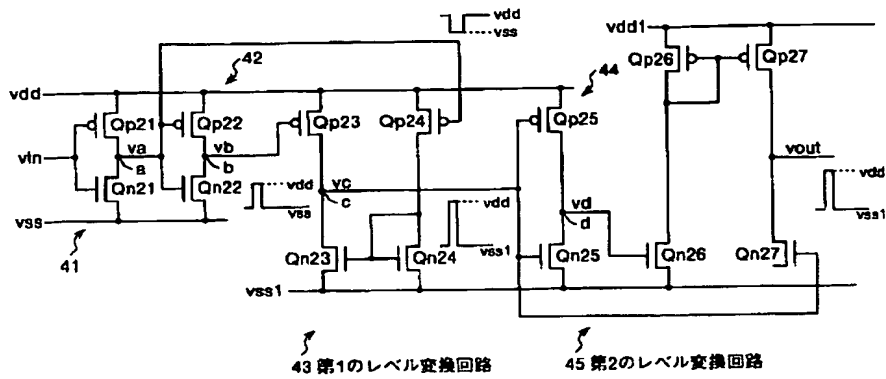 vdd
vss
vdd1
42
Qp26
Qp27
44
vdd
Qp21
Qp22
Qp23
Qp24
Qp25
vin
va
vb
a
b
vc
c
vout
Qn21
Qn22
vdd
vss
vdd
vss1
vd
d
vdd
vss1
vss
41
Qn23
Qn24
Qn25
Qn26
Qn27
vss1
43 第1のレベル変換回路
45 第2のレベル変換回路